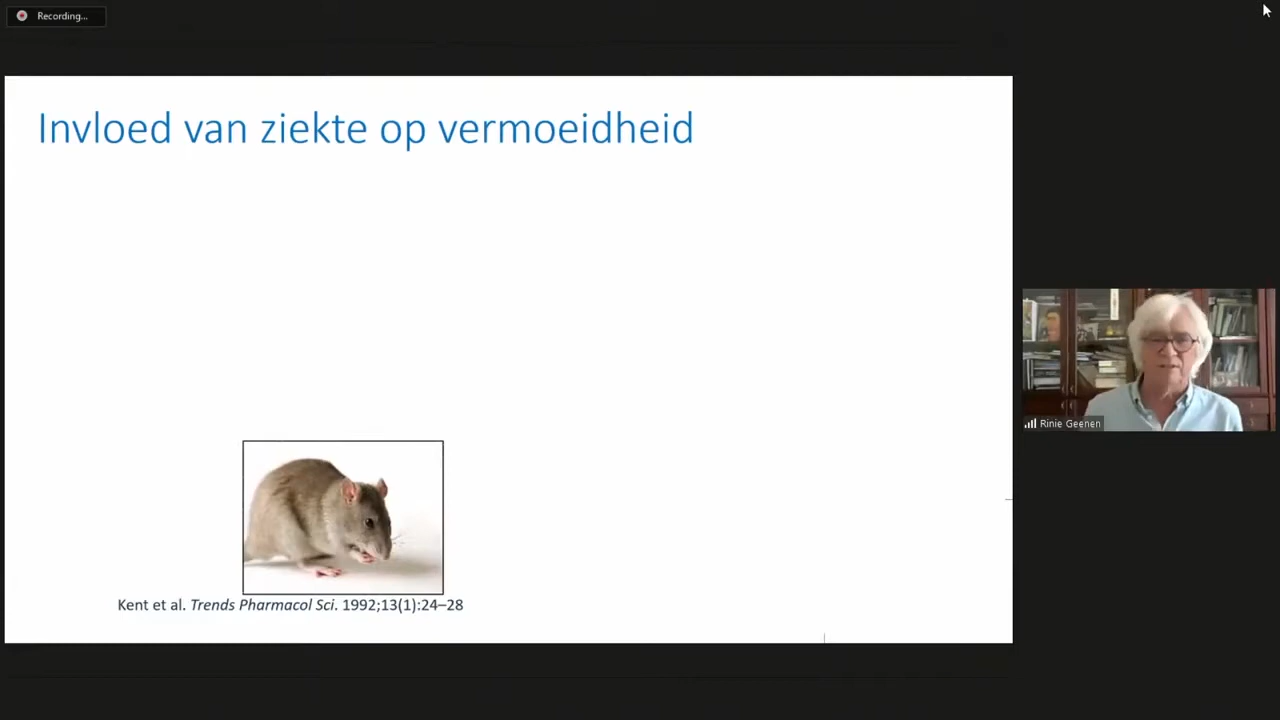 Recording...
Invloed van ziekte op vermoeidheid
Rinie Geenen
Kent et al. Trends Pharmacol Sci. 1992;13(1):24–28